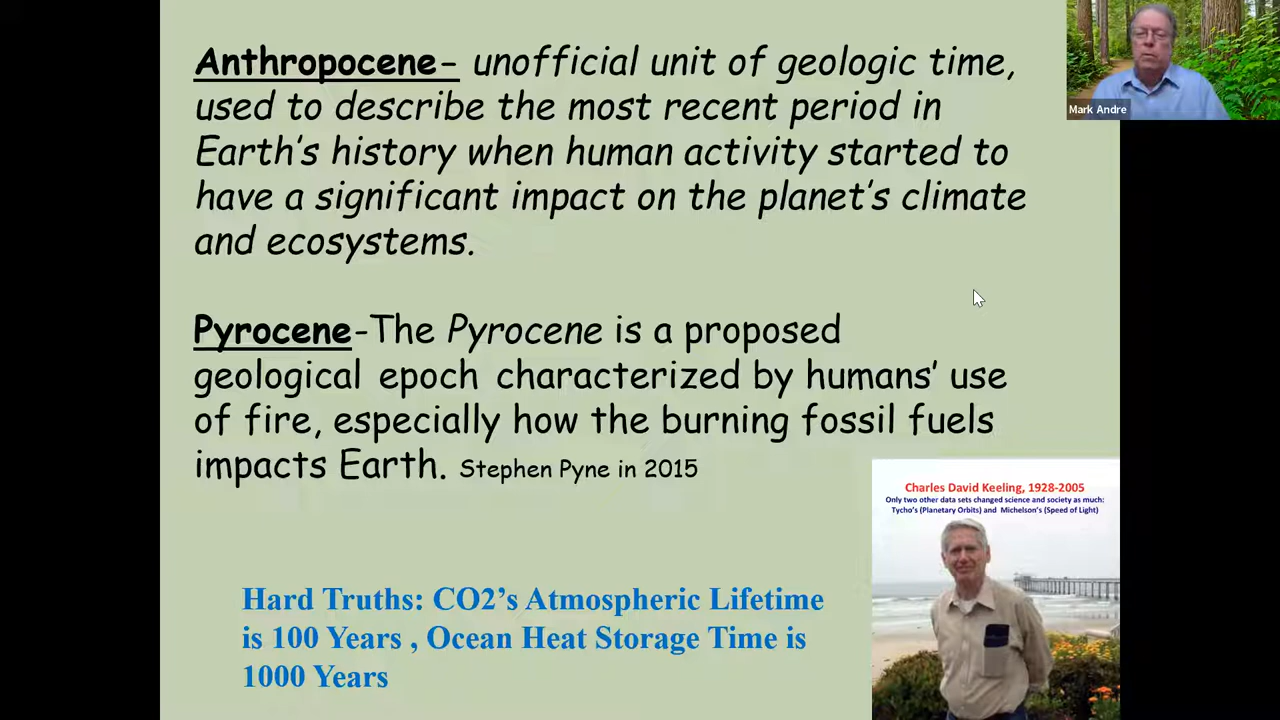 Anthropocene- unofficial unit of geologic time,
used to describe the most recent period in
Earth's history when human activity started to
have a significant impact on the planet's climate
and ecosystems.
Pyrocene-The Pyrocene is a proposed
geological epoch characterized by humans' use
of fire, especially how the burning fossil fuels
impacts Earth. Stephen Pyne in 2015
Hard Truths: CO2's Atmospheric Lifetime
is 100 Years , Ocean Heat Storage Time is
1000 Years
Charles David Keeling, 1928-2005
Only two other data sets changed science and society as much:
Tycho's (Planetary Orbits) and Michelson's (Speed of Light)
Mark Andre